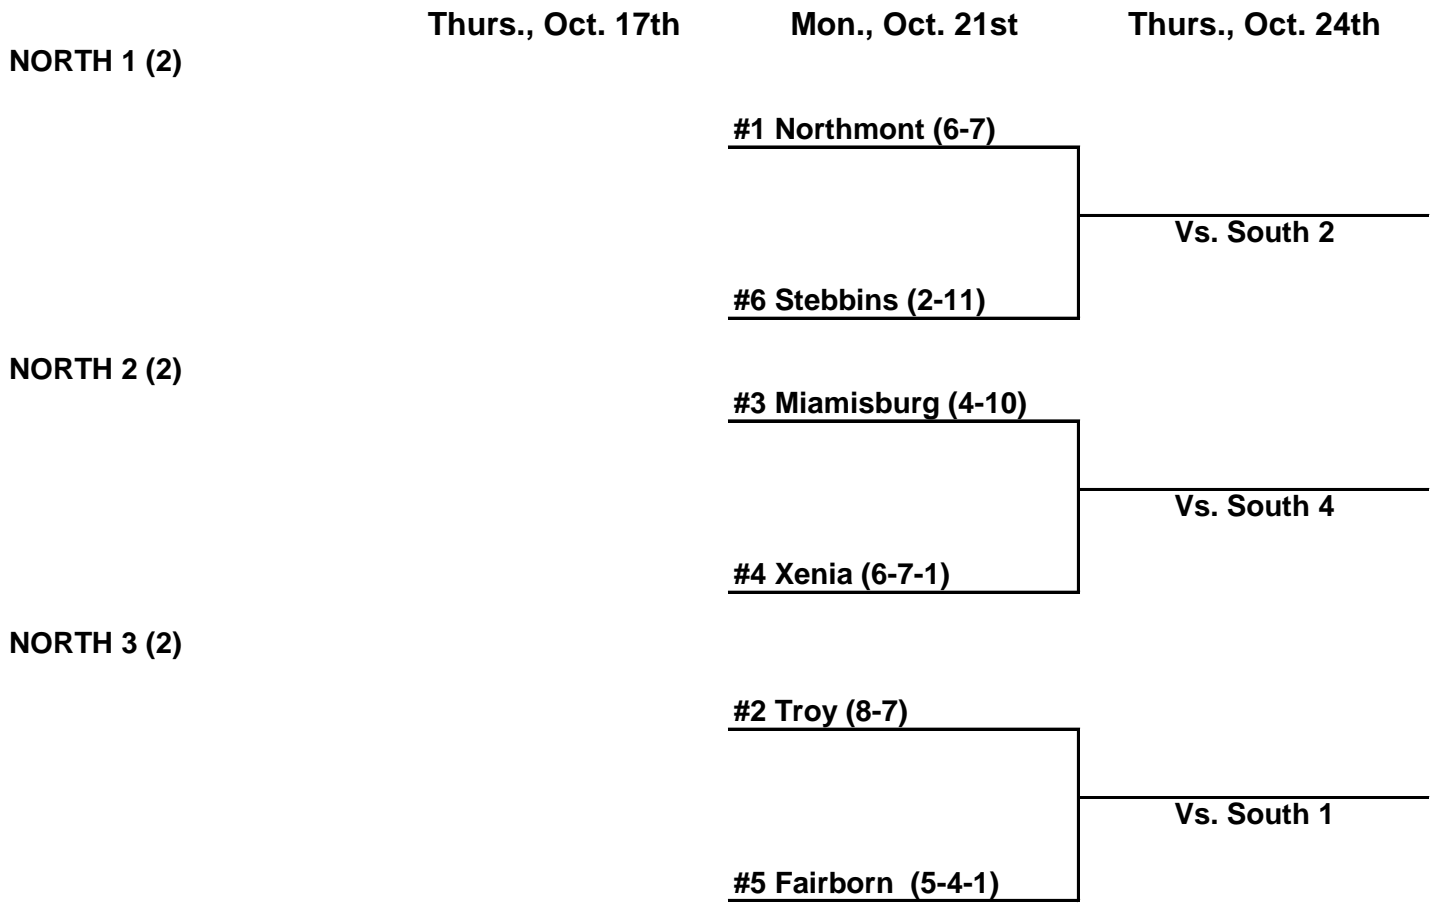 Thurs., Oct. 17th Mon., Oct. 21st Thurs., Oct. 24th
NORTH 1 (2)
#1 Northmont (6-7)
Vs. South 2
#6 Stebbins (2-11)
NORTH 2 (2)
#3 Miamisburg (4-10)
Vs. South 4
#4 Xenia (6-7-1)
NORTH 3 (2)
#2 Troy (8-7)
Vs. South 1
#5 Fairborn  (5-4-1)